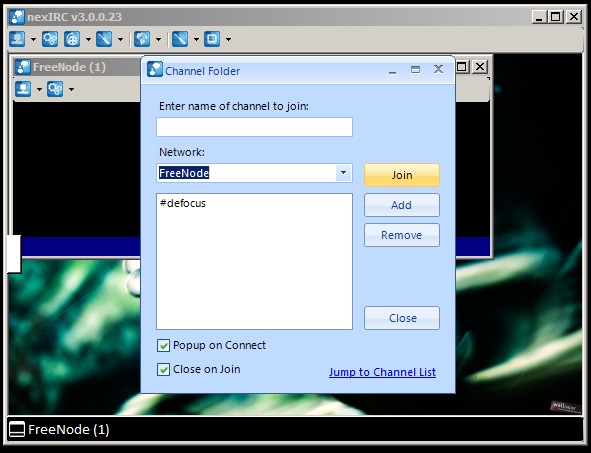 nexIRC v3.0.0.23
FreeNode (1)
Channel Folder
Enter name of channel to join:
Network:
FreeNode
Join
#defocus
Add
Remove
Close
Popup on Connect
Close on Join
Jump to Channel List
FreeNode (1)